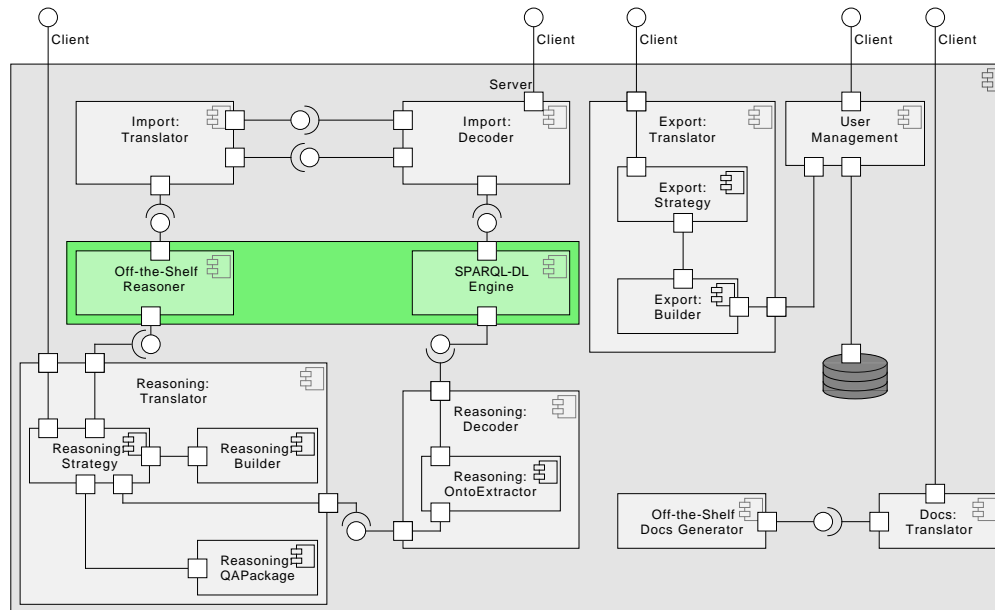 Client
Client
Client
Client
Client
Server
Import:
Translator
Import:
Decoder
Export:
Translator
User
Management
Export:
Strategy
Off-the-Shelf
Reasoner
SPARQL-DL
Engine
Export:
Builder
Reasoning:
Translator
Reasoning:
Decoder
Reasoning:
Strategy
Reasoning:
Builder
Reasoning:
OntoExtractor
Off-the-Shelf
Docs Generator
Docs:
Translator
Reasoning:
QAPackage